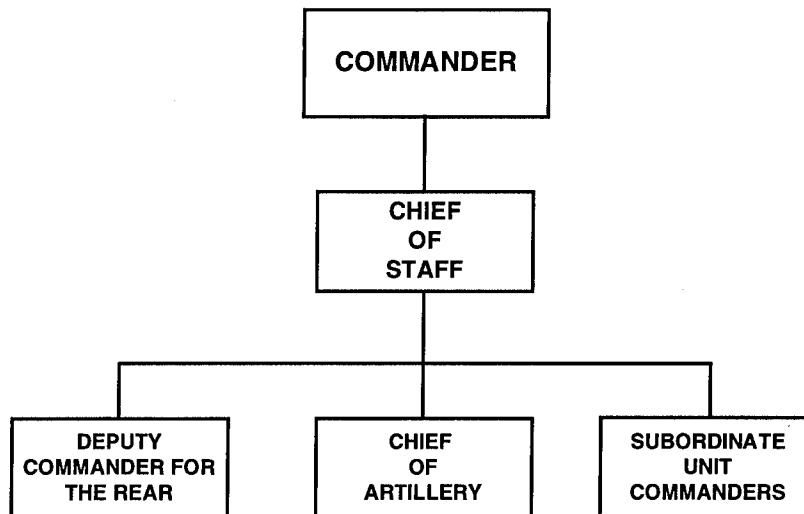 COMMANDER
CHIEF
OF
STAFF
DEPUTY
COMMANDER FOR
THE REAR
CHIEF
OF
ARTILLERY
SUBORDINATE
UNIT
COMMANDERS